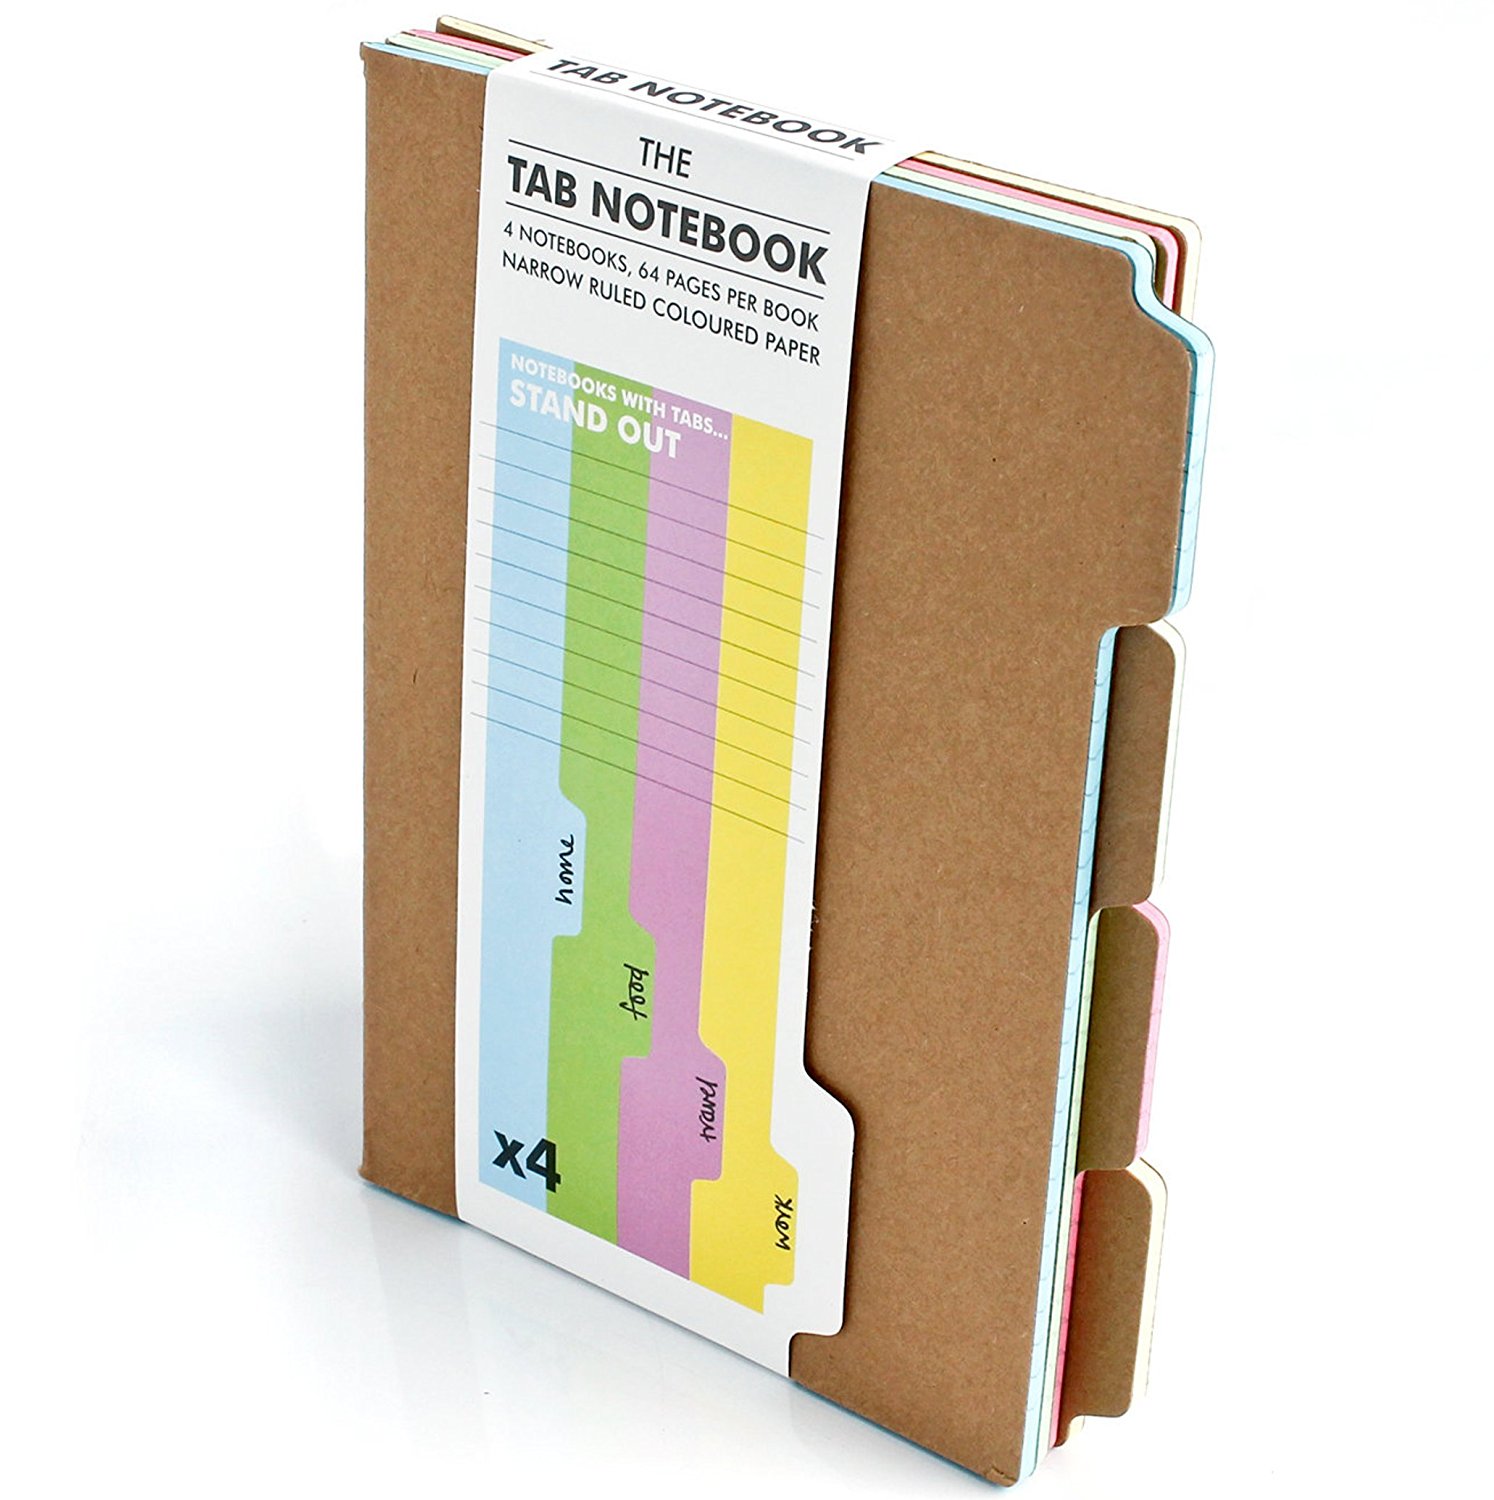 TAB NOTEBOOK
THE
TAB NOTEBOOK
4 NOTEBOOKS, 64 PAGES PER BOOK
NARROW RULED COLOURED PAPER
NOTEBOOKS WITH TABS...
STAND OUT
home
food
travel
work
x4